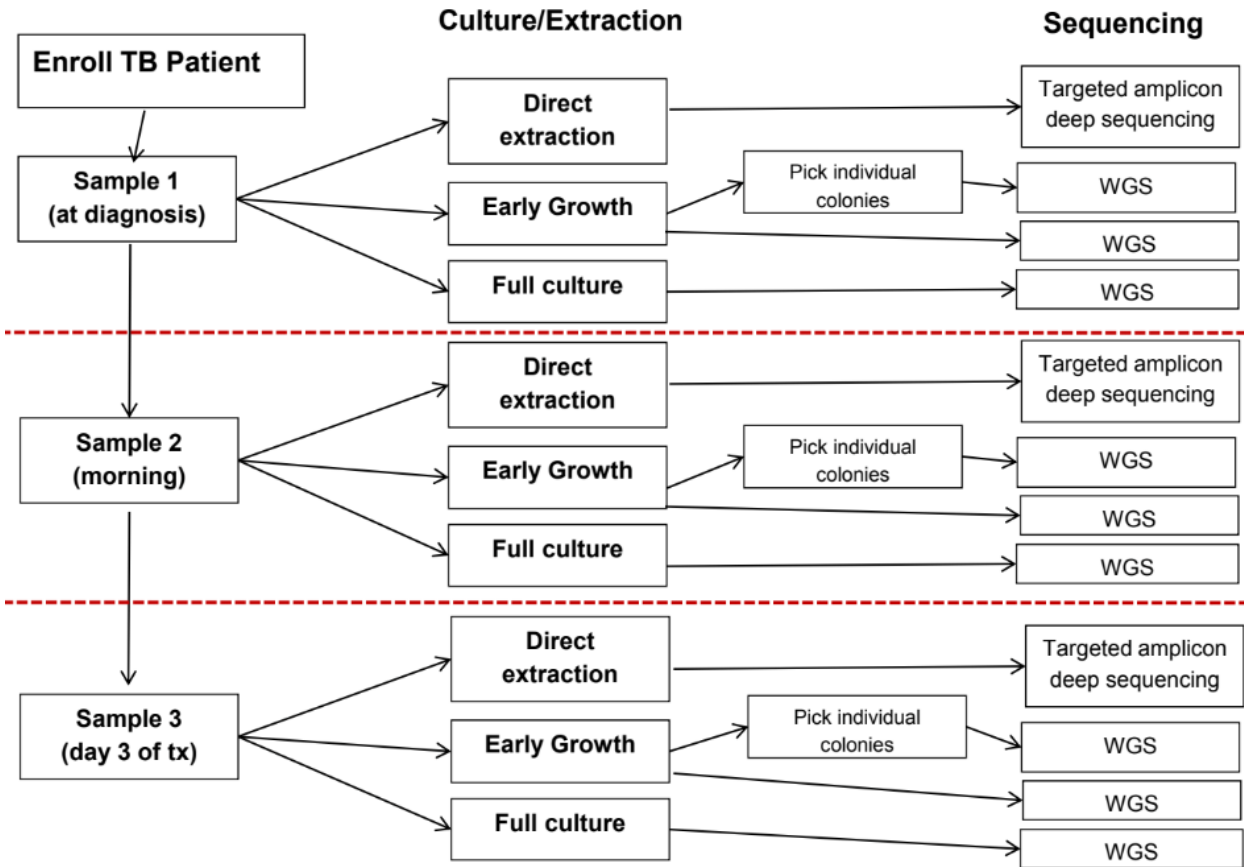 Culture/Extraction
Sequencing
Enroll TB Patient
Direct
extraction
Targeted amplicon
deep sequencing
Sample 1
(at diagnosis)
Early Growth
Pick individual
colonies
WGS
WGS
Full culture
WGS
Direct
extraction
Targeted amplicon
deep sequencing
Sample 2
(morning)
Early Growth
Pick individual
colonies
WGS
WGS
Full culture
WGS
Direct
extraction
Targeted amplicon
deep sequencing
Sample 3
(day 3 of tx)
Early Growth
Pick individual
colonies
WGS
WGS
Full culture
WGS